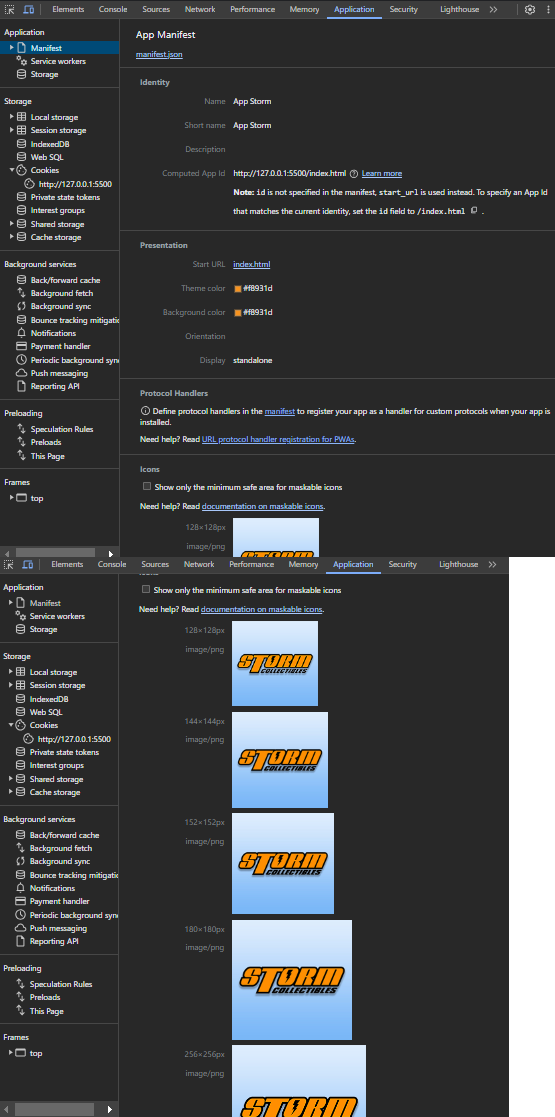 Elements Console Sources Network Performance Memory Application Security Lighthouse
Application
Manifest
Service workers
Storage
Storage
Local storage
Session storage
IndexedDB
Web SQL
Cookies
http://127.0.0.1:5500
Private state tokens
Interest groups
Shared storage
Cache storage
Background services
Back/forward cache
Background fetch
Background sync
Bounce tracking mitigatio
Notifications
Payment handler
Periodic background syn
Push messaging
Reporting API
Preloading
Speculation Rules
Preloads
This Page
Frames
top
App Manifest
manifest.json
Identity
Name App Storm
Short name App Storm
Description
Computed App Id http://127.0.0.1:5500/index.html Learn more
Note: id is not specified in the manifest, start_url is used instead. To specify an App Id
that matches the current identity, set the id field to /index.html .
Presentation
Start URL index.html
Theme color #f8931d
Background color #f8931d
Orientation
Display standalone
Protocol Handlers
Define protocol handlers in the manifest to register your app as a handler for custom protocols when your app is
installed.
Need help? Read URL protocol handler registration for PWAs.
Icons
Show only the minimum safe area for maskable icons
Need help? Read documentation on maskable icons.
128×128px
image/png
Elements Console Sources Network Performance Memory Application Security Lighthouse
Application
Manifest
Service workers
Storage
Storage
Local storage
Session storage
IndexedDB
Web SQL
Cookies
http://127.0.0.1:5500
Private state tokens
Interest groups
Shared storage
Cache storage
Background services
Back/forward cache
Background fetch
Background sync
Bounce tracking mitigatio
Notifications
Payment handler
Periodic background syn
Push messaging
Reporting API
Preloading
Speculation Rules
Preloads
This Page
Frames
top
Show only the minimum safe area for maskable icons
Need help? Read documentation on maskable icons.
128×128px
image/png
STORM
COLLECTIBLES
144×144px
image/png
STORM
COLLECTIBLES
152×152px
image/png
STORM
COLLECTIBLES
180×180px
image/png
STORM
COLLECTIBLES
256×256px
image/png
STORM